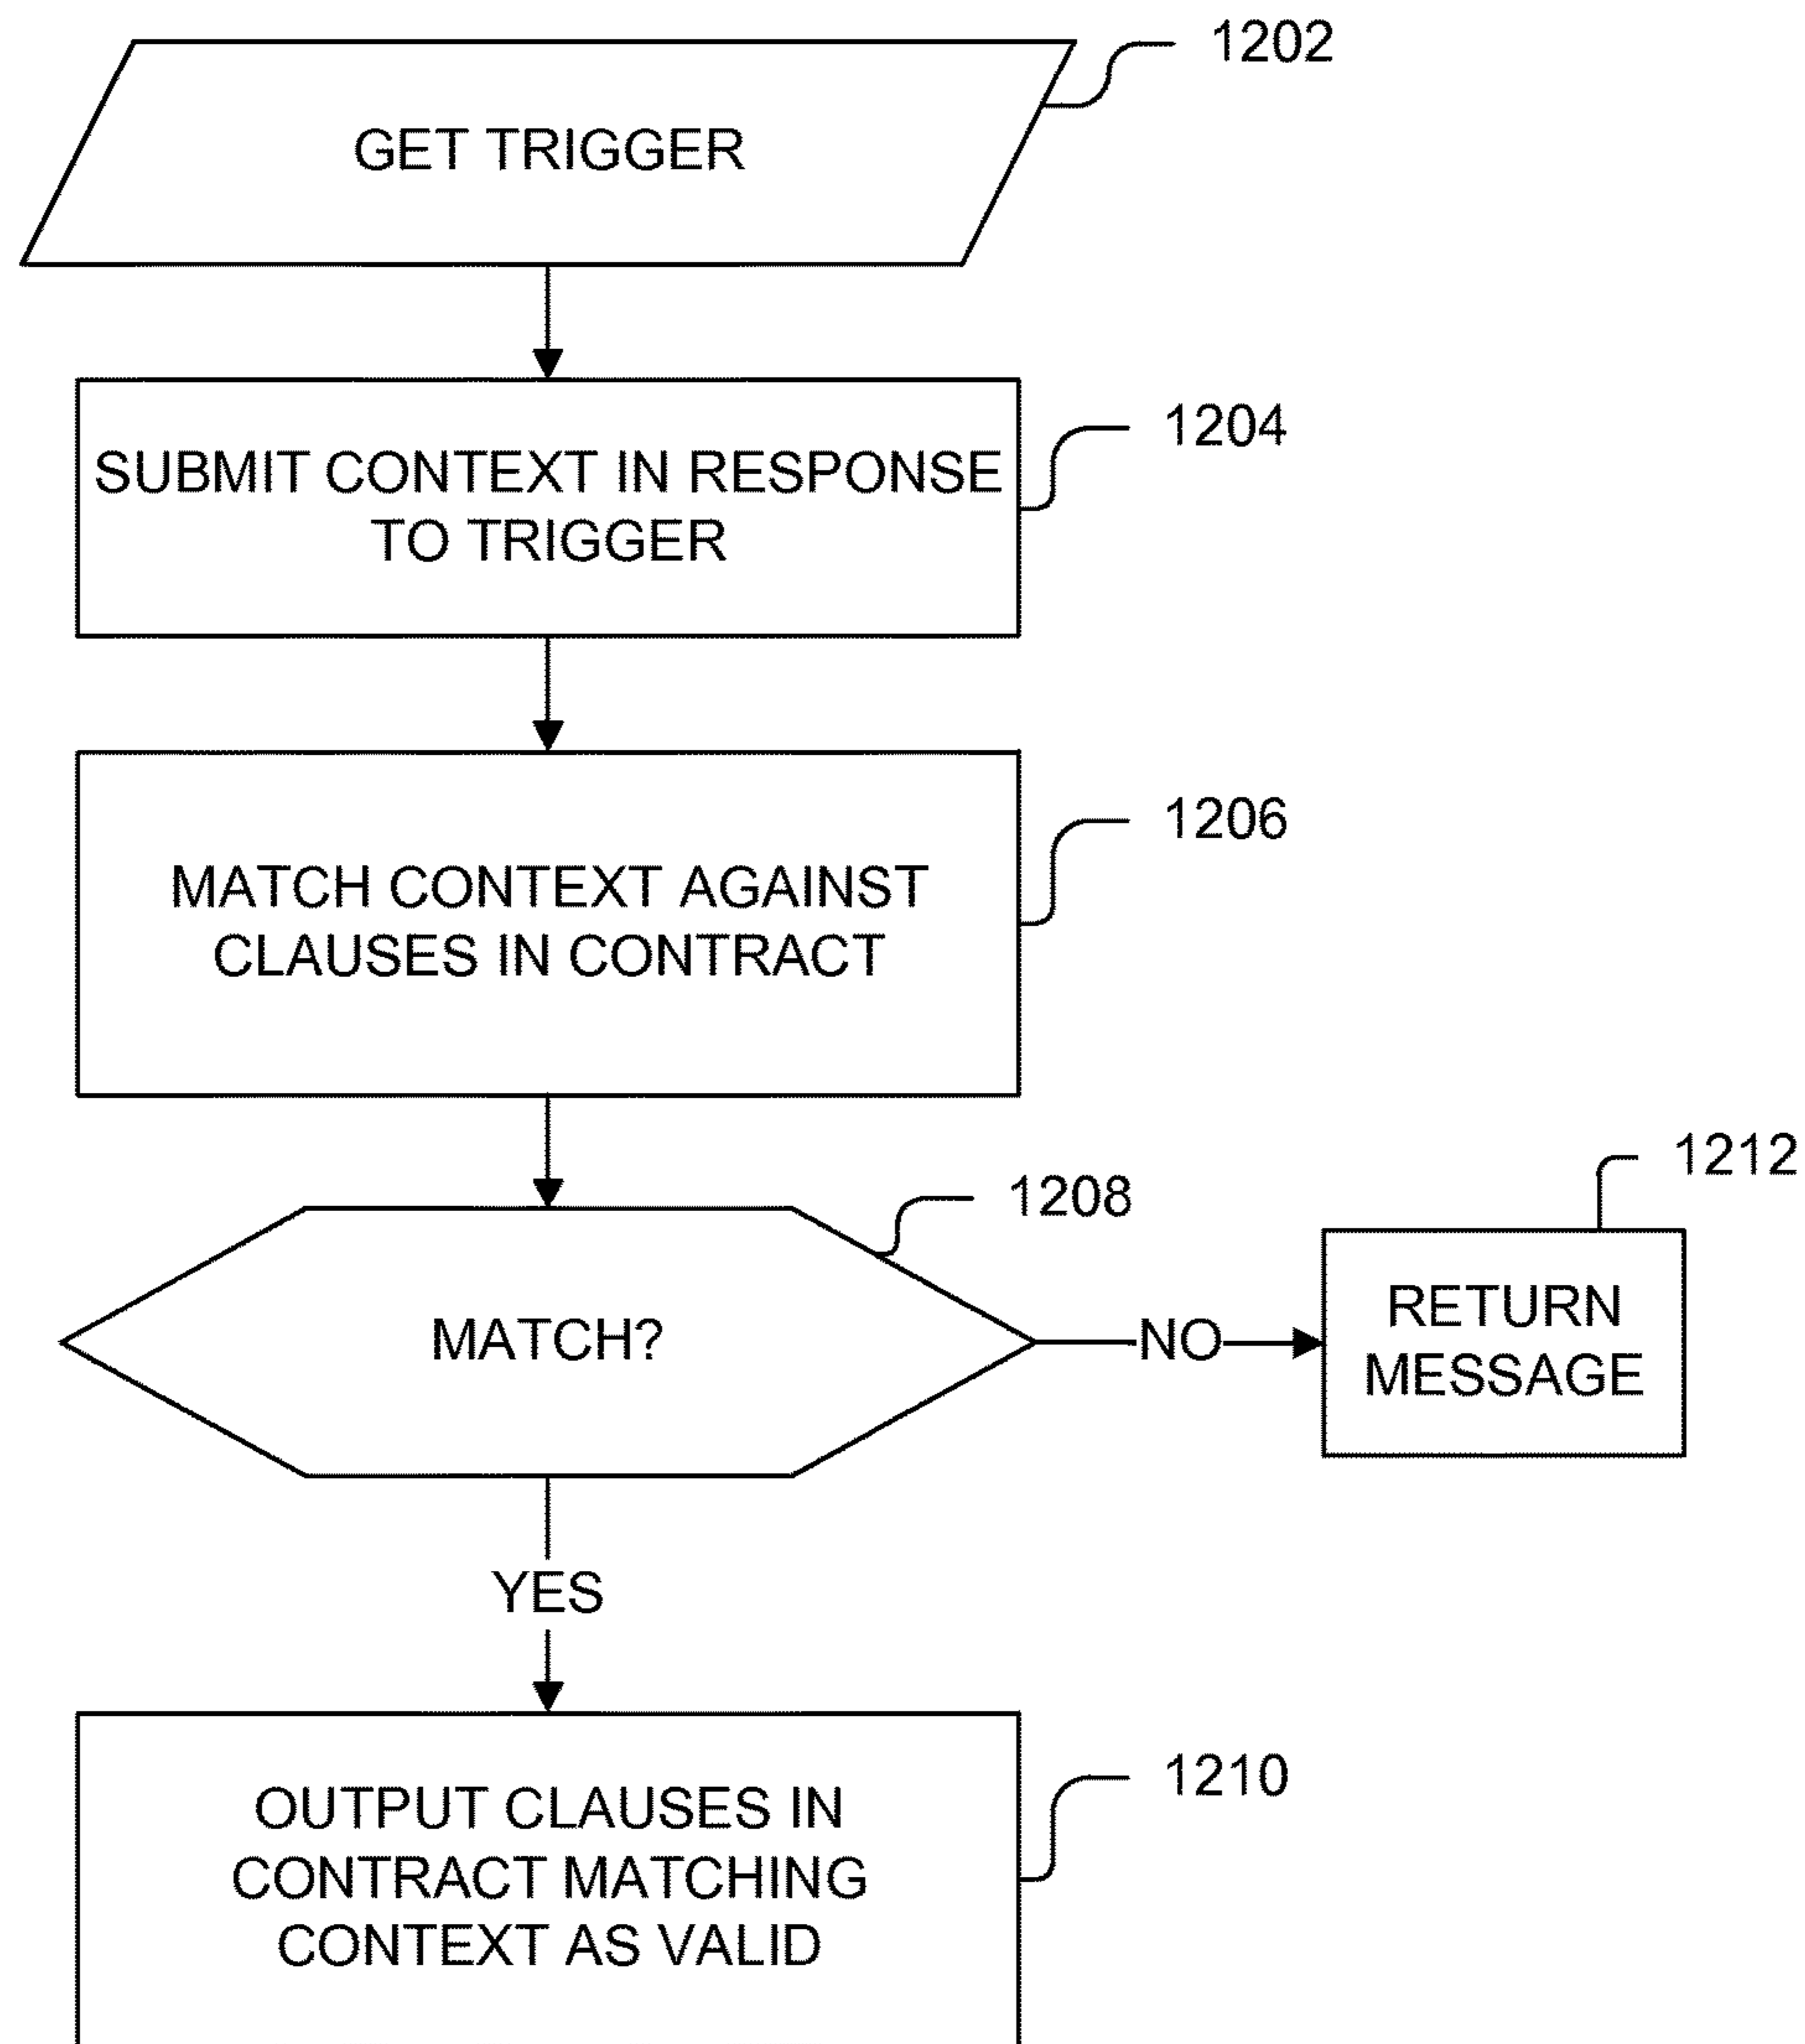 1202
GET TRIGGER
1204
SUBMIT CONTEXT IN RESPONSE
TO TRIGGER
1206
MATCH CONTEXT AGAINST
CLAUSES IN CONTRACT
1208
MATCH?
NO
1212
RETURN
MESSAGE
YES
1210
OUTPUT CLAUSES IN
CONTRACT MATCHING
CONTEXT AS VALID